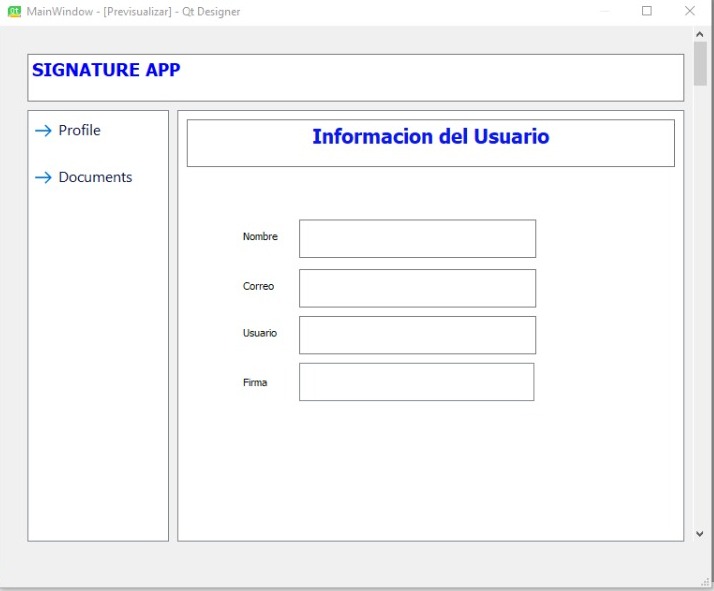 MainWindow - [Previsualizar] - Qt Designer
SIGNATURE APP
Profile
Documents
Informacion del Usuario
Nombre
Correo
Usuario
Firma